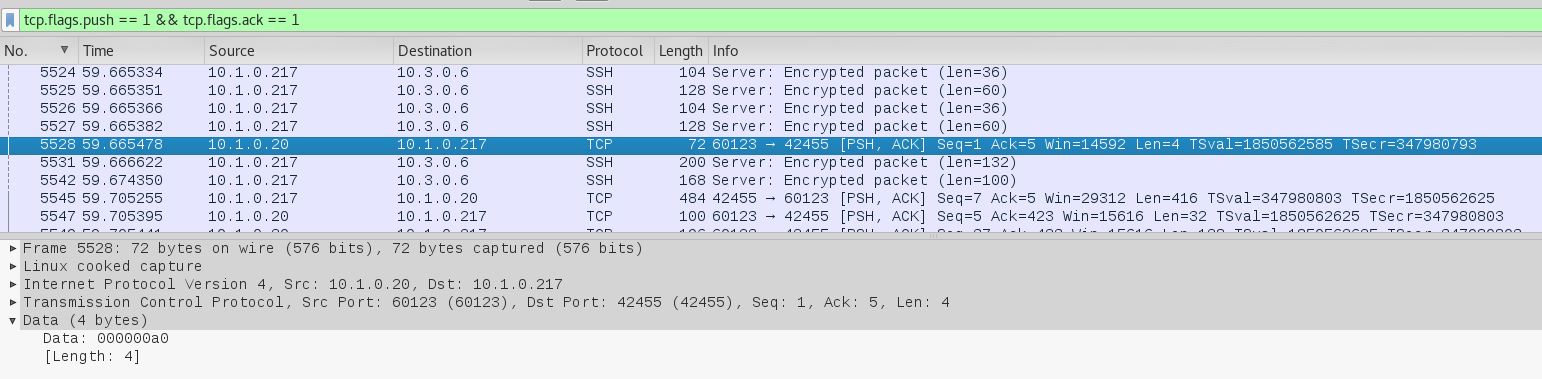 tcp.flags.push == 1 && tcp.flags.ack == 1
No. Time Source Destination Protocol Length Info
5524 59.665334 10.1.0.217 10.3.0.6 SSH 104 Server: Encrypted packet (len=36)
5525 59.665351 10.1.0.217 10.3.0.6 SSH 128 Server: Encrypted packet (len=60)
5526 59.665366 10.1.0.217 10.3.0.6 SSH 104 Server: Encrypted packet (len=36)
5527 59.665382 10.1.0.217 10.3.0.6 SSH 128 Server: Encrypted packet (len=60)
5528 59.665478 10.1.0.20 10.1.0.217 TCP 72 60123 → 42455 [PSH, ACK] Seq=1 Ack=5 Win=14592 Len=4 TSval=1850562585 TSecr=347980793
5531 59.666622 10.1.0.217 10.3.0.6 SSH 200 Server: Encrypted packet (len=132)
5542 59.674350 10.1.0.217 10.3.0.6 SSH 168 Server: Encrypted packet (len=100)
5545 59.705255 10.1.0.217 10.1.0.20 TCP 484 42455 → 60123 [PSH, ACK] Seq=7 Ack=5 Win=29312 Len=416 TSval=347980803 TSecr=1850562625
5547 59.705395 10.1.0.20 10.1.0.217 TCP 100 60123 → 42455 [PSH, ACK] Seq=5 Ack=423 Win=15616 Len=32 TSval=1850562625 TSecr=347980803
Frame 5528: 72 bytes on wire (576 bits), 72 bytes captured (576 bits)
Linux cooked capture
Internet Protocol Version 4, Src: 10.1.0.20, Dst: 10.1.0.217
Transmission Control Protocol, Src Port: 60123 (60123), Dst Port: 42455 (42455), Seq: 1, Ack: 5, Len: 4
Data (4 bytes)
Data: 000000a0
[Length: 4]